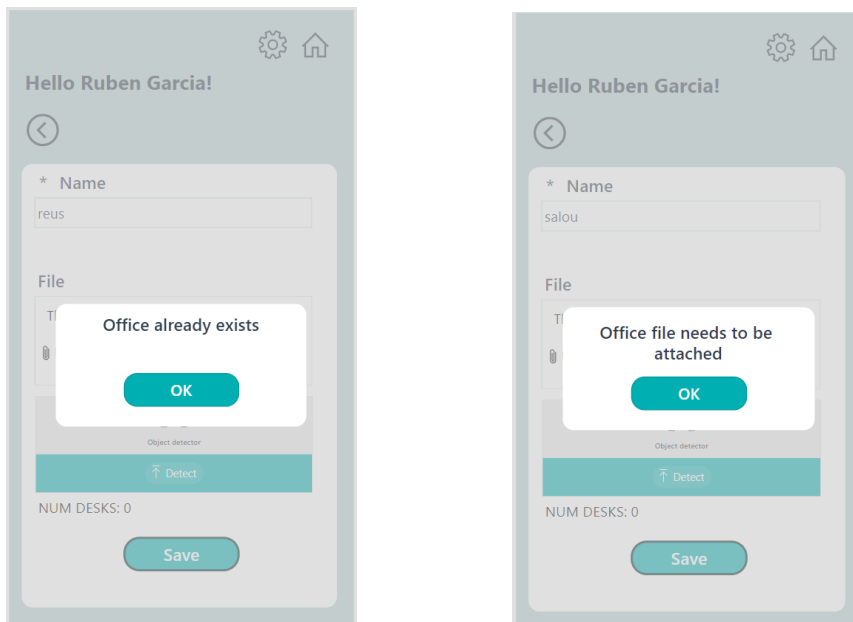 Hello Ruben Garcia!
* Name
reus
File
Office already exists
OK
Object detector
Detect
NUM DESKS: 0
Save
Hello Ruben Garcia!
* Name
salou
File
Office file needs to be
attached
OK
Object detector
Detect
NUM DESKS: 0
Save